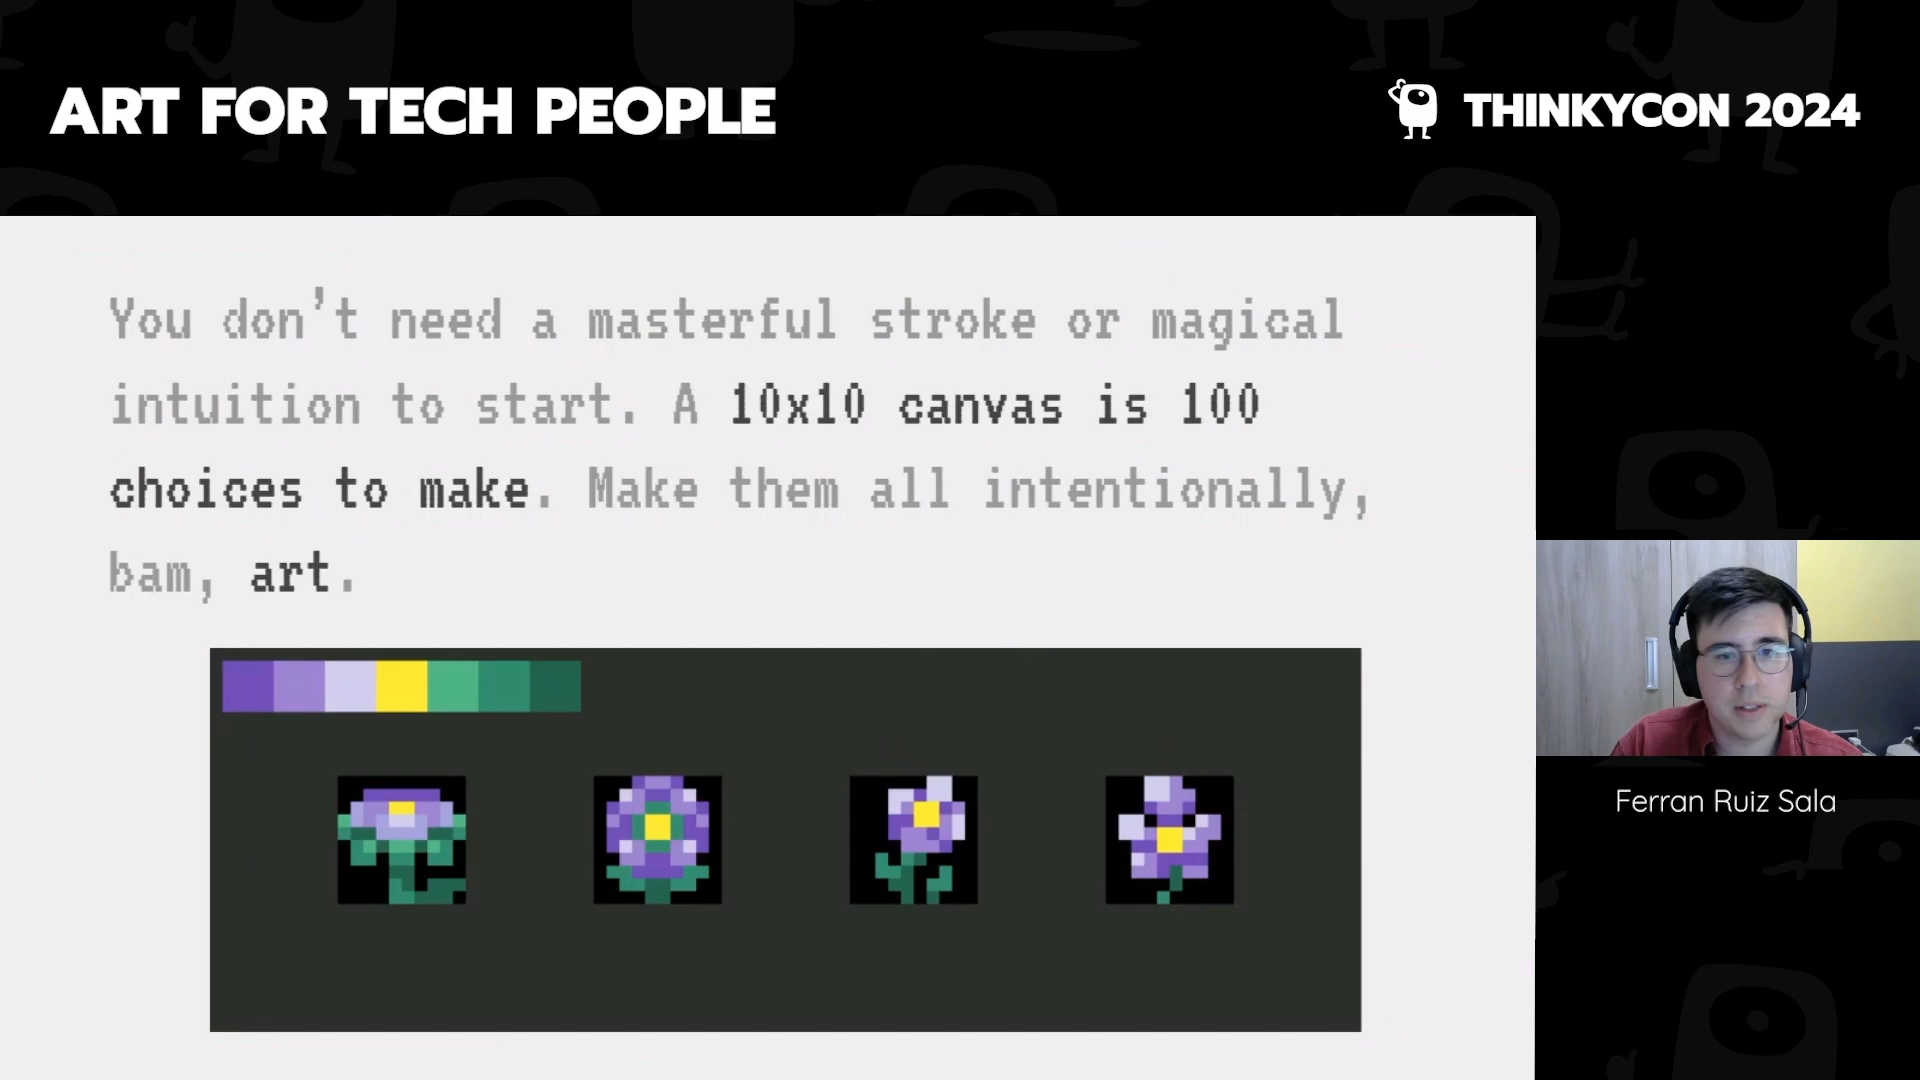 ART FOR TECH PEOPLE
THINKYCON 2024
You don't need a masterful stroke or magical
intuition to start. A 10x10 canvas is 100
choices to make. Make them all intentionally,
bam, art.
Ferran Ruiz Sala